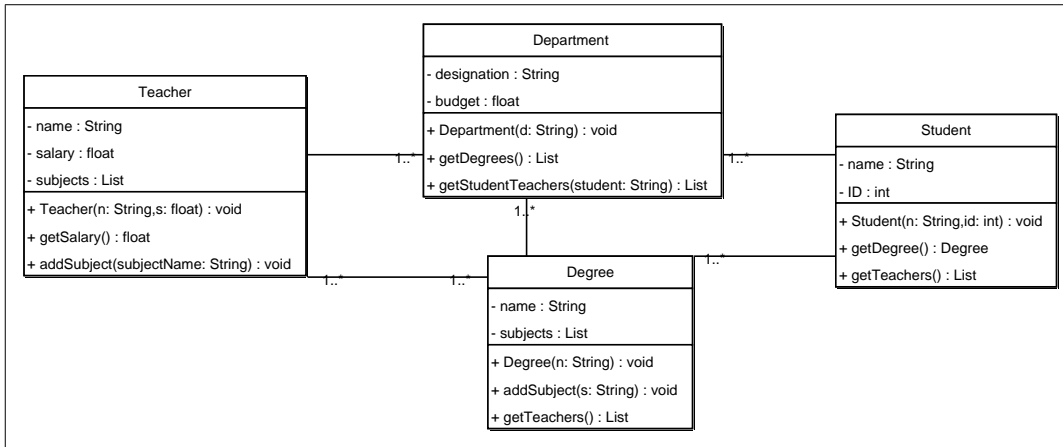 Department
- designation : String
- budget : float
+ Department(d: String) : void
+ getDegrees() : List
+ getStudentTeachers(student: String) : List
Teacher
- name : String
- salary : float
- subjects : List
+ Teacher(n: String,s: float) : void
+ getSalary() : float
+ addSubject(subjectName: String) : void
Student
- name : String
- ID : int
+ Student(n: String,id: int) : void
+ getDegree() : Degree
+ getTeachers() : List
1..*
1..*
1..*
1..*
1..*
1..*
Degree
- name : String
- subjects : List
+ Degree(n: String) : void
+ addSubject(s: String) : void
+ getTeachers() : List